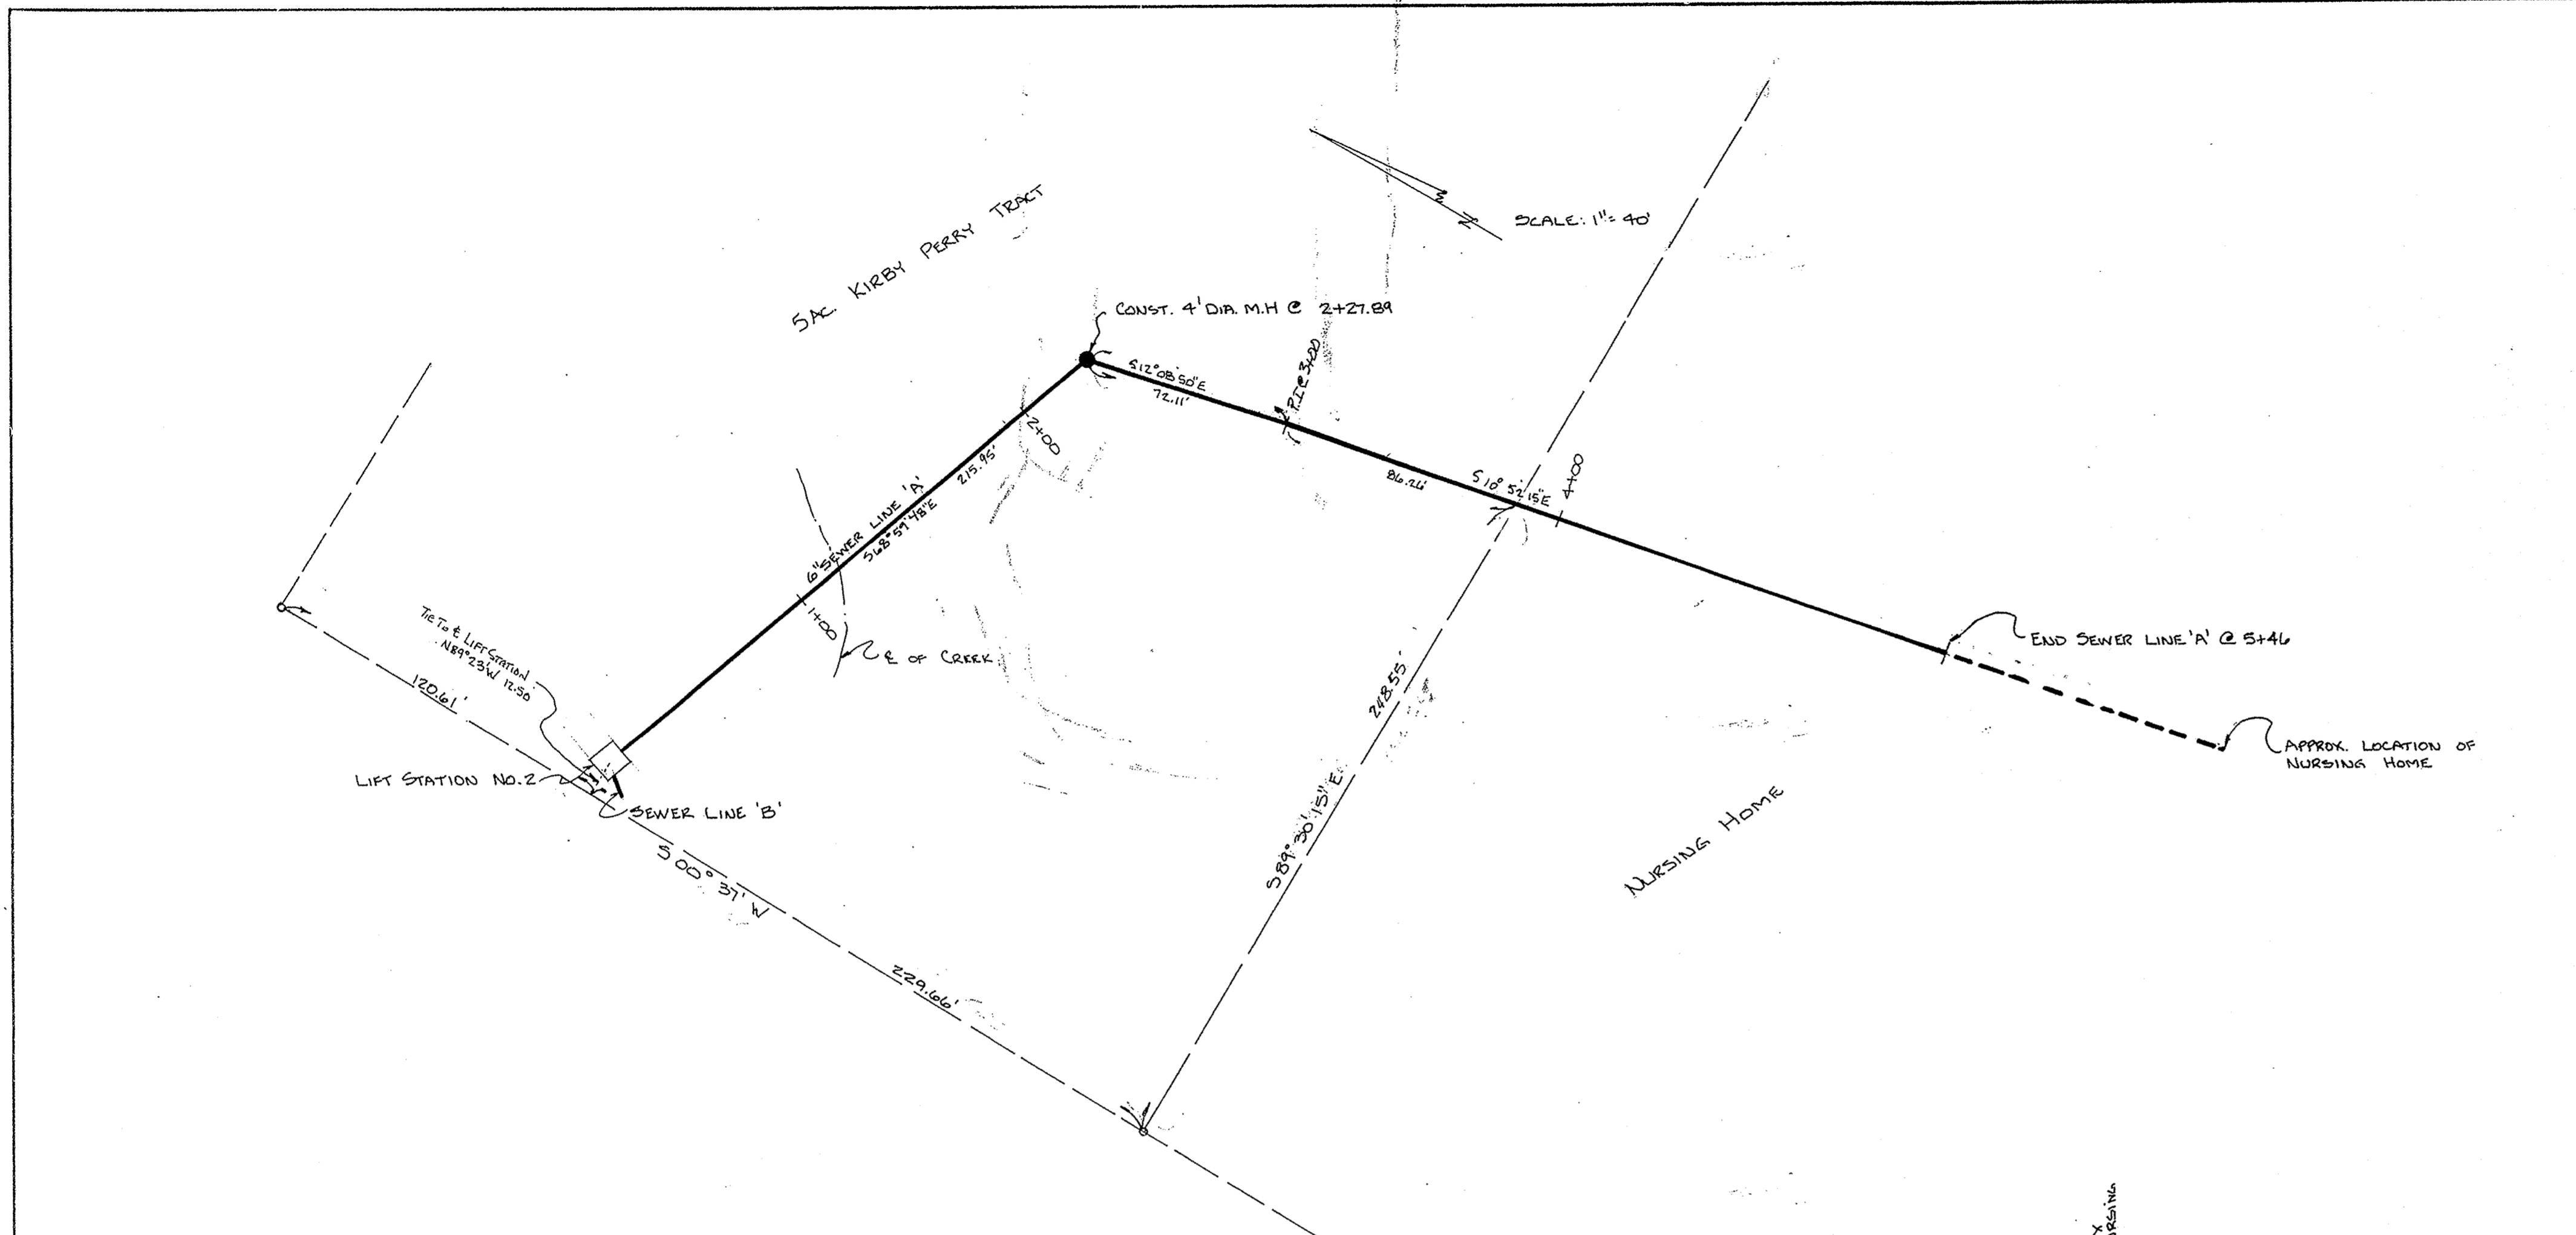 5 AC. KIRBY PERRY TRACT
N
SCALE: 1"= 40'
CONST. 4' DIA. M.H @ 2+27.89
S12°08'50"E
72.11'
P.I @ 3+00
2+00
215.95'
6" SEWER LINE 'A'
S68°59'48"E
1+00
℄ OF CREEK
86.26'
S10°52'15"E
4+00
END SEWER LINE 'A' @ 5+46
APPROX. LOCATION OF
NURSING HOME
TIE TO ℄ LIFT STATION
N89°23'W 12.50'
120.61'
LIFT STATION NO.2
SEWER LINE 'B'
S 00° 37' W
229.66'
248.55'
S89°30'15"E
NURSING HOME